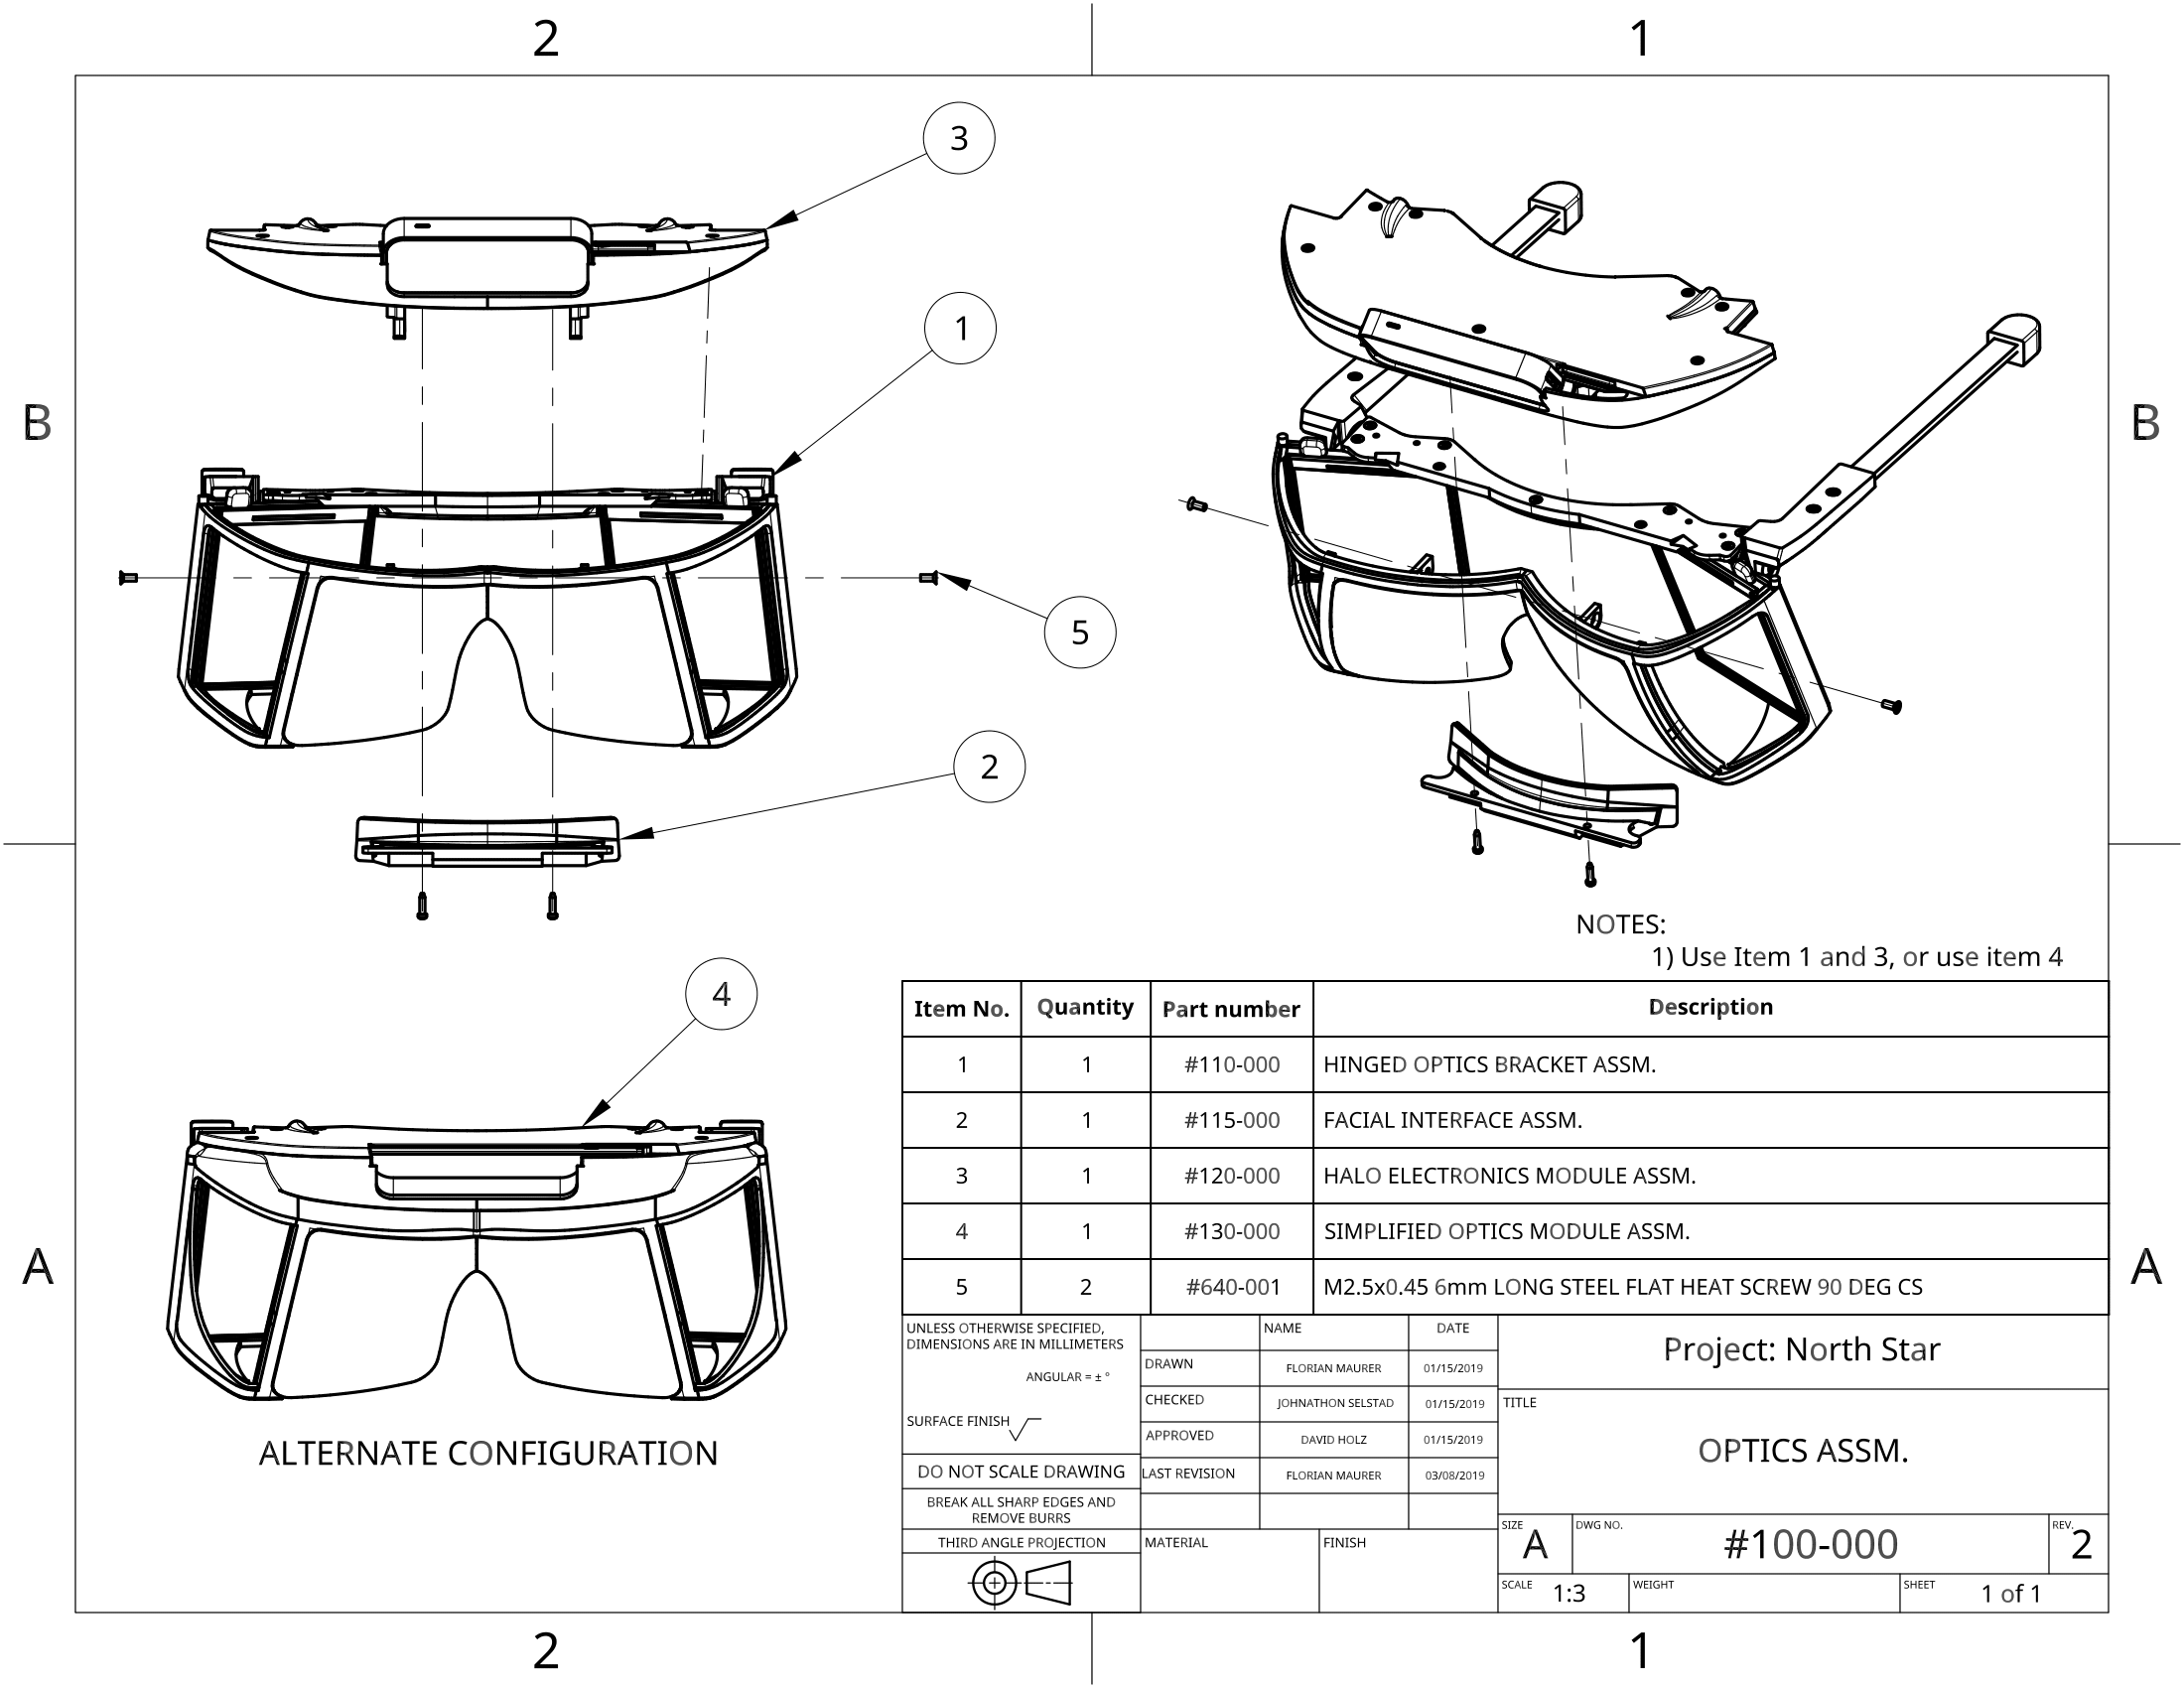 2 1
3
1
B B
5
2
NOTES:
1) Use Item 1 and 3, or use item 4
4
Item No. Quantity Part number Description
1 1 #110-000 HINGED OPTICS BRACKET ASSM.
2 1 #115-000 FACIAL INTERFACE ASSM.
3 1 #120-000 HALO ELECTRONICS MODULE ASSM.
4 1 #130-000 SIMPLIFIED OPTICS MODULE ASSM.
5 2 #640-001 M2.5x0.45 6mm LONG STEEL FLAT HEAT SCREW 90 DEG CS
A A
ALTERNATE CONFIGURATION
UNLESS OTHERWISE SPECIFIED,
DIMENSIONS ARE IN MILLIMETERS
ANGULAR = ± °
SURFACE FINISH
DO NOT SCALE DRAWING
BREAK ALL SHARP EDGES AND
REMOVE BURRS
THIRD ANGLE PROJECTION
NAME DATE
DRAWN FLORIAN MAURER 01/15/2019
CHECKED JOHNATHON SELSTAD 01/15/2019
APPROVED DAVID HOLZ 01/15/2019
LAST REVISION FLORIAN MAURER 03/08/2019
MATERIAL FINISH
Project: North Star
TITLE
OPTICS ASSM.
SIZE A DWG NO. #100-000 REV. 2
SCALE 1:3 WEIGHT SHEET 1 of 1
2 1